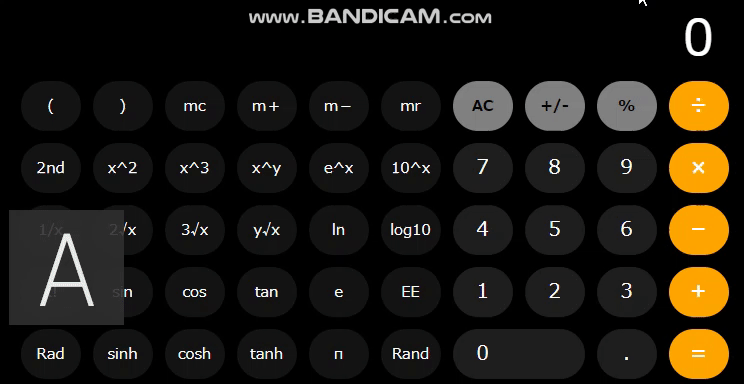 www.BANDICAM.com
0
( ) mc m+ m− mr AC +/- % ÷
2nd x^2 x^3 x^y e^x 10^x 7 8 9 ×
1/x 2√x 3√x y√x ln log10 4 5 6 −
A sin cos tan e EE 1 2 3 +
Rad sinh cosh tanh п Rand 0 . =